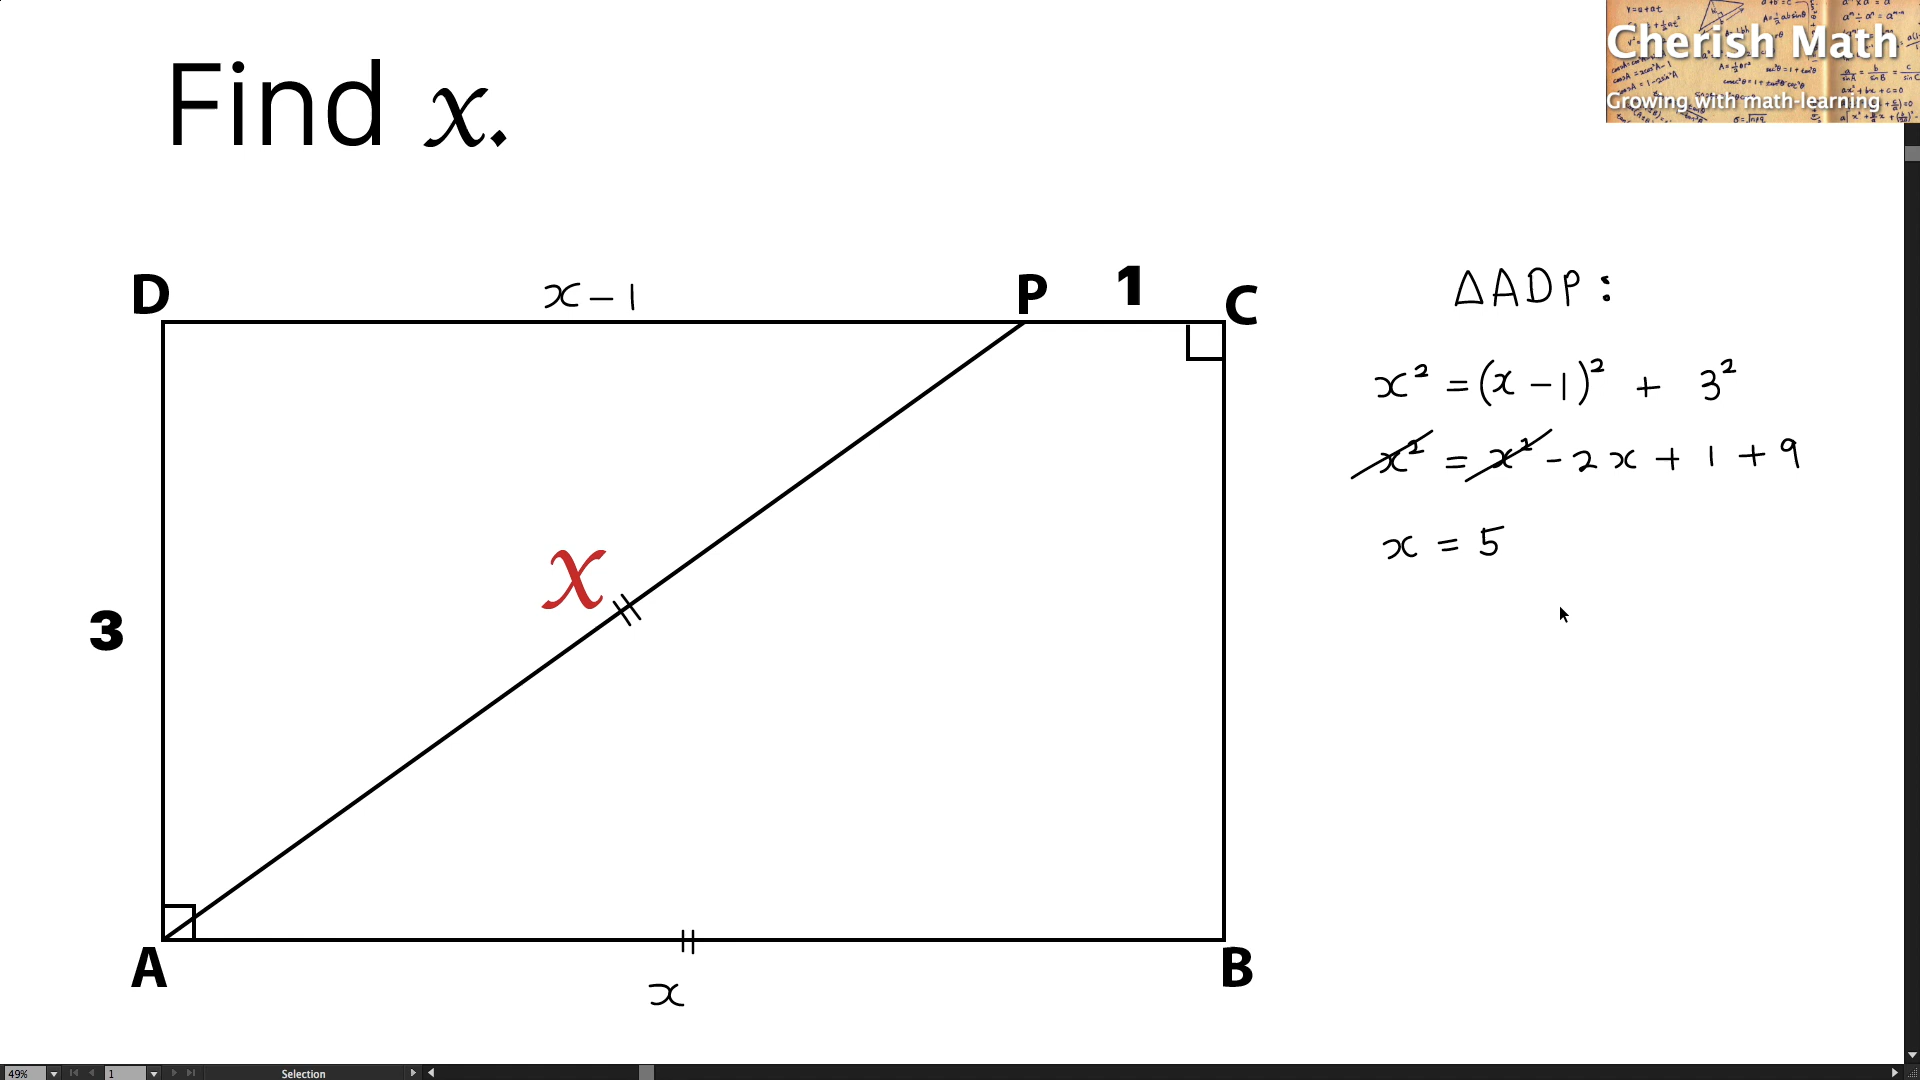 Find x.
Cherish Math
Growing with math-learning
D
x - 1
P
1
C
△ADP:
x² = (x - 1)² + 3²
x² = x² - 2x + 1 + 9
x = 5
x
3
A
B
x
49%
1
Selection